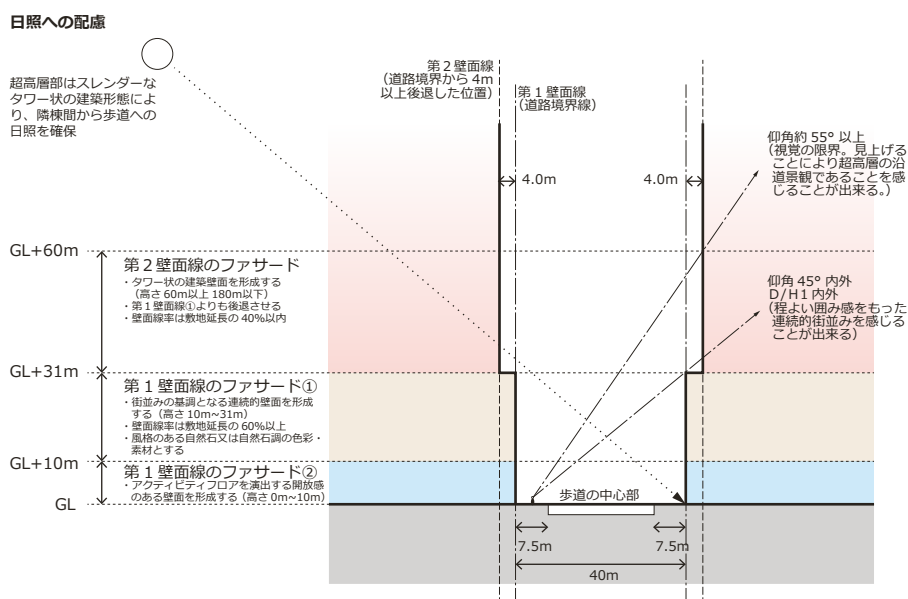 日照への配慮
超高層部はスレンダーな
タワー状の建築形態によ
り、隣棟間から歩道への
日照を確保
第２壁面線
（道路境界から 4m
以上後退した位置）
第１壁面線
（道路境界線）
仰角約 55° 以上
（視覚の限界。見上げる
ことにより超高層の沿
道景観であることを感
じることが出来る。）
4.0m
4.0m
GL+60m
第２壁面線のファサード
・タワー状の建築壁面を形成する
（高さ 60m以上 180m以下）
・第１壁面線①よりも後退させる
・壁面線率は敷地延長の 40%以内
仰角 45° 内外
D/H1 内外
（程よい囲み感をもった
連続的街並みを感じる
ことが出来る）
GL+31m
第１壁面線のファサード①
・街並みの基調となる連続的壁面を形成
する（高さ 10m~31m）
・壁面線率は敷地延長の 60%以上
・風格のある自然石又は自然石調の色彩・
素材とする
GL+10m
第１壁面線のファサード②
・アクティビティフロアを演出する開放感
のある壁面を形成する（高さ 0m~10m）
GL
歩道の中心部
7.5m
7.5m
40m